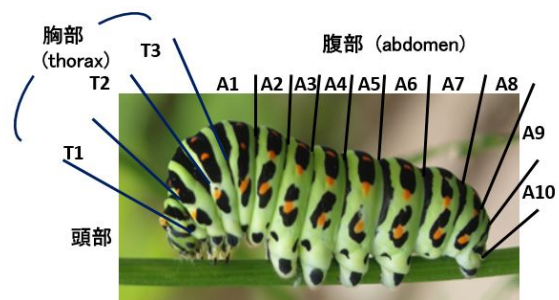 胸部
(thorax)
T3
T2
T1
頭部
腹部 (abdomen)
A1
A2
A3
A4
A5
A6
A7
A8
A9
A10